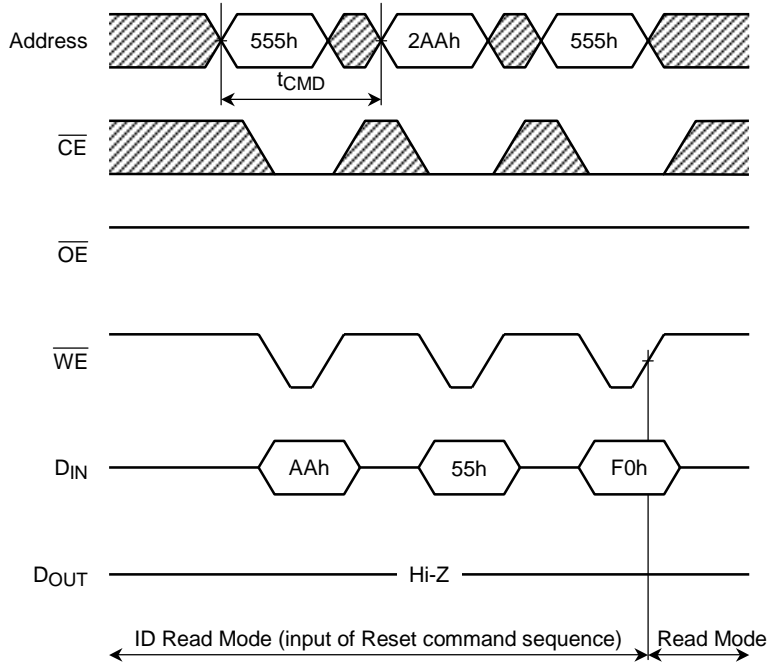 Address 555h 2AAh 555h
tCMD
CE
OE
WE
DIN AAh 55h F0h
DOUT Hi-Z
ID Read Mode (input of Reset command sequence) Read Mode